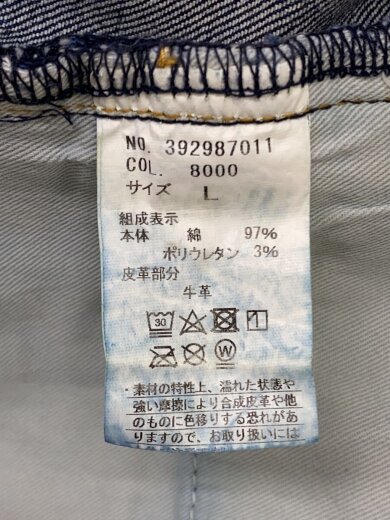 NO. 392987011
COL. 8000
サイズ L
組成表示
本体 綿 97%
ポリウレタン 3%
皮革部分
牛革
30
W
・素材の特性上、濡れた状態や
強い摩擦により合成皮革や他
のものに色移りする恐れがあ
りますので、お取り扱いには